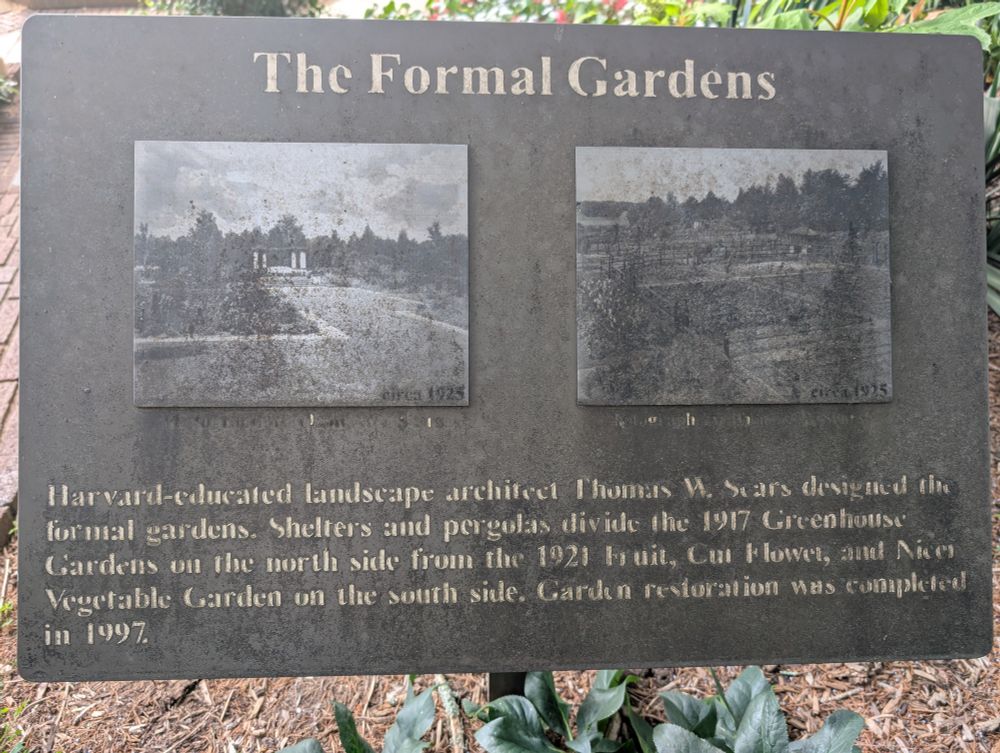 The Formal Gardens
circa 1925
circa 1925
Harvard-educated landscape architect Thomas W. Sears designed the
formal gardens. Shelters and pergolas divide the 1917 Greenhouse
Gardens on the north side from the 1921 Fruit, Cut Flower, and Nicer
Vegetable Garden on the south side. Garden restoration was completed
in 1997.